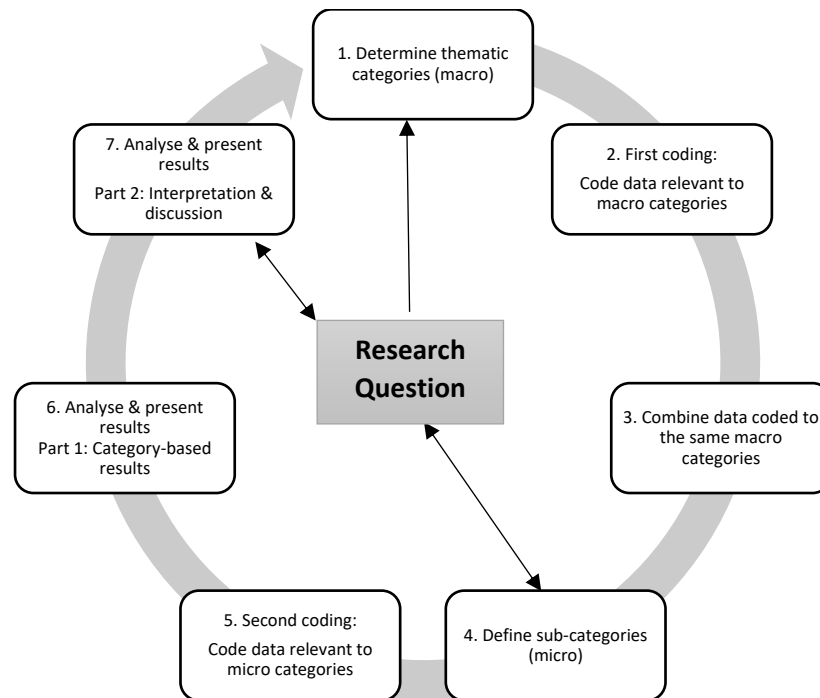 1. Determine thematic
categories (macro)
2. First coding:
Code data relevant to
macro categories
3. Combine data coded to
the same macro
categories
4. Define sub-categories
(micro)
5. Second coding:
Code data relevant to
micro categories
6. Analyse & present
results
Part 1: Category-based
results
7. Analyse & present
results
Part 2: Interpretation &
discussion
Research
Question